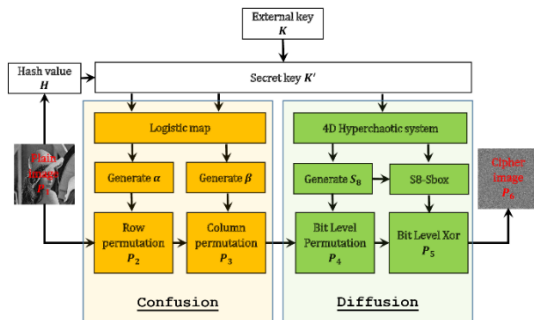 External key
K
Hash value
H
Secret key K′
Logistic map
4D Hyperchaotic system
Plain
Image
Generate α
Generate β
Generate S₈
S8-Sbox
Cipher
image
P₆
Row
permutation
P₂
Column
permutation
P₃
Bit Level
Permutation
P₄
Bit Level Xor
P₅
Confusion
Diffusion